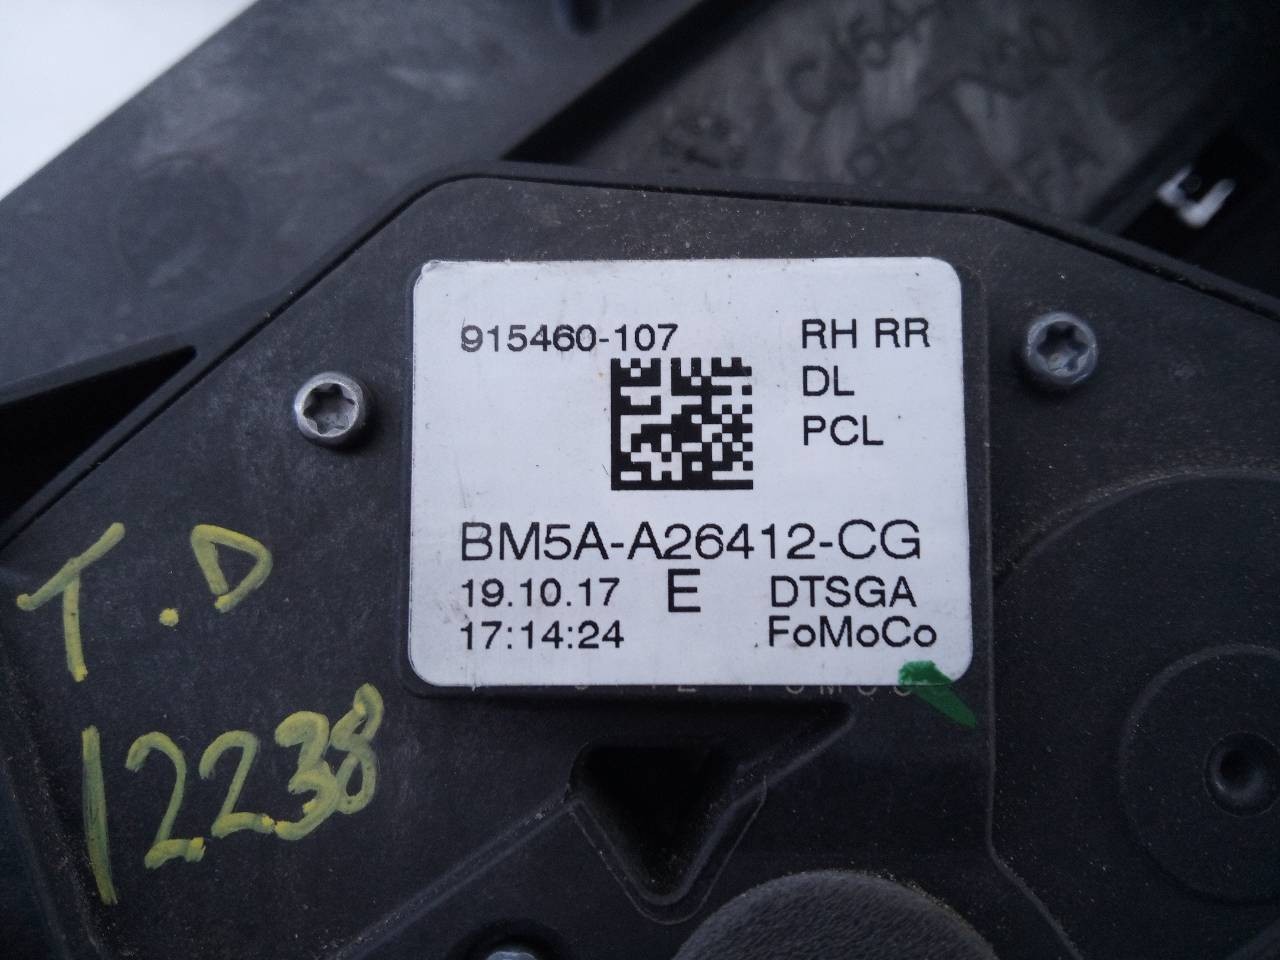 915460-107
RH RR
DL
PCL
BM5A-A26412-CG
19.10.17 E DTSGA
17:14:24 FoMoCo
T.D
12238